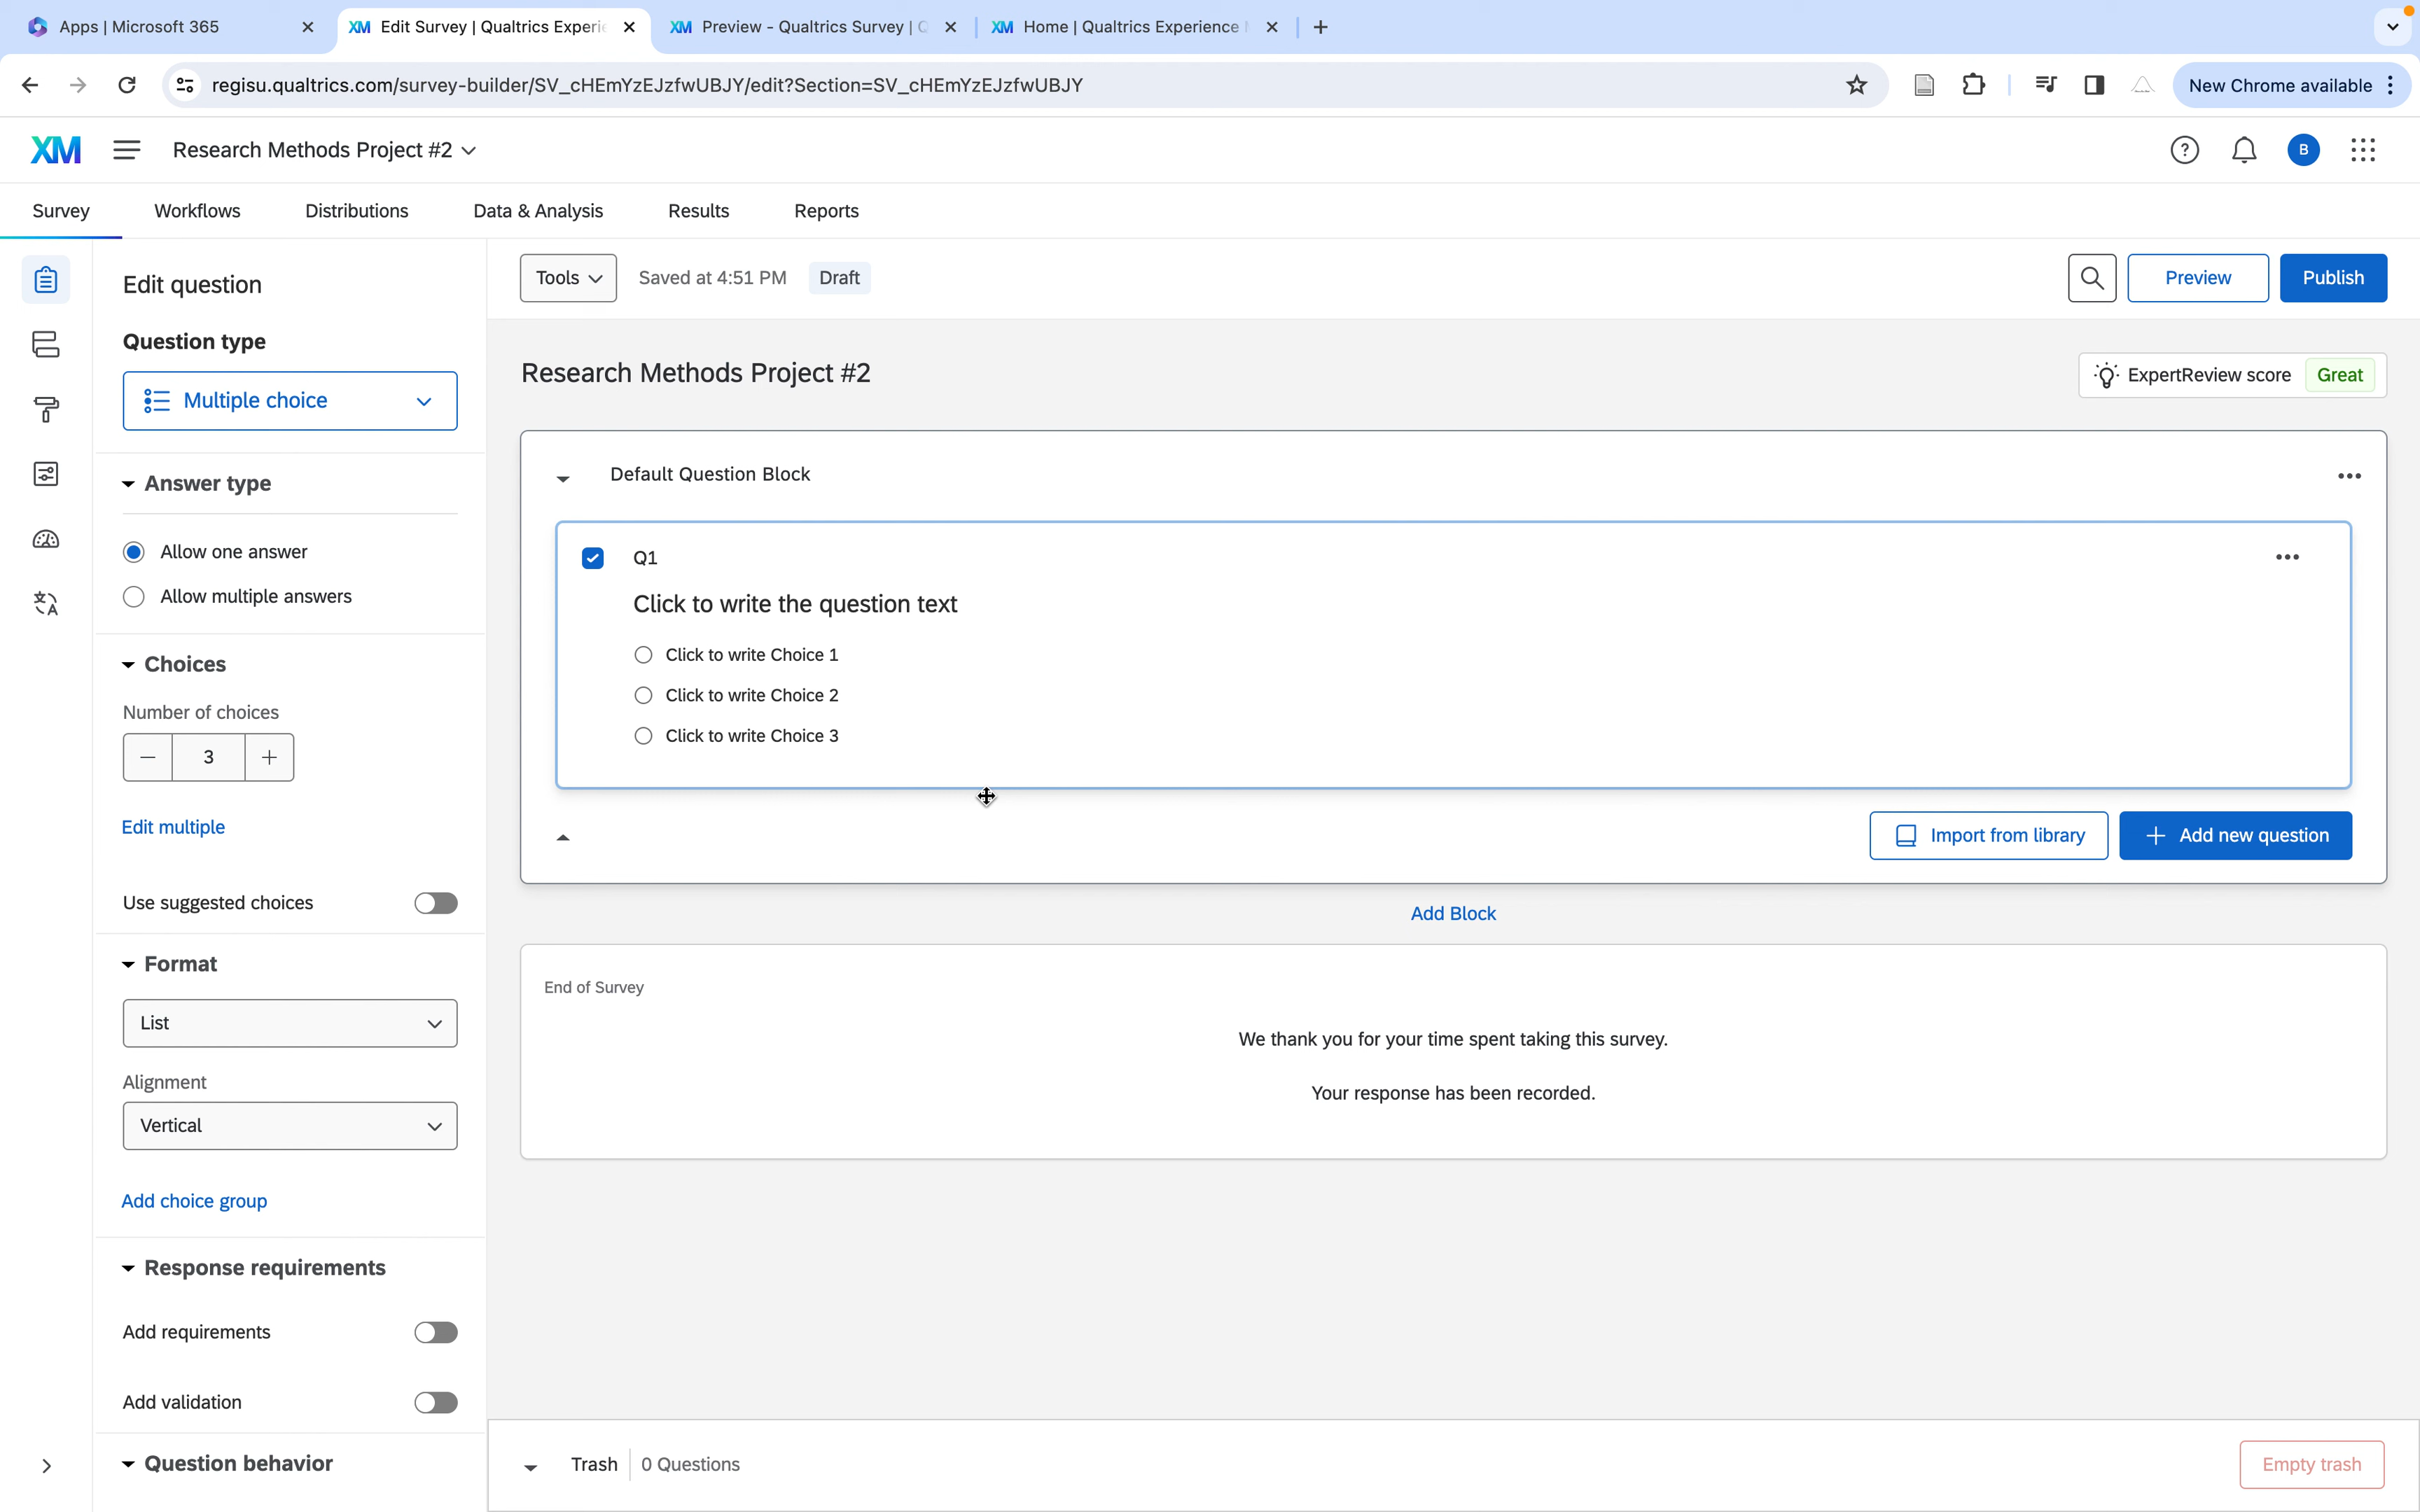 Apps | Microsoft 365
XM Edit Survey | Qualtrics Experie
XM Preview - Qualtrics Survey | Q
XM Home | Qualtrics Experience
regisu.qualtrics.com/survey-builder/SV_cHEmYzEJzfwUBJY/edit?Section=SV_cHEmYzEJzfwUBJY
New Chrome available
XM
Research Methods Project #2
?
B
Survey
Workflows
Distributions
Data & Analysis
Results
Reports
Edit question
Question type
Multiple choice
Answer type
Allow one answer
Allow multiple answers
Choices
Number of choices
3
Edit multiple
Use suggested choices
Format
List
Alignment
Vertical
Add choice group
Response requirements
Add requirements
Add validation
Question behavior
Tools
Saved at 4:51 PM
Draft
Preview
Publish
Research Methods Project #2
ExpertReview score
Great
Default Question Block
Q1
Click to write the question text
Click to write Choice 1
Click to write Choice 2
Click to write Choice 3
Import from library
Add new question
Add Block
End of Survey
We thank you for your time spent taking this survey.
Your response has been recorded.
Trash
0 Questions
Empty trash